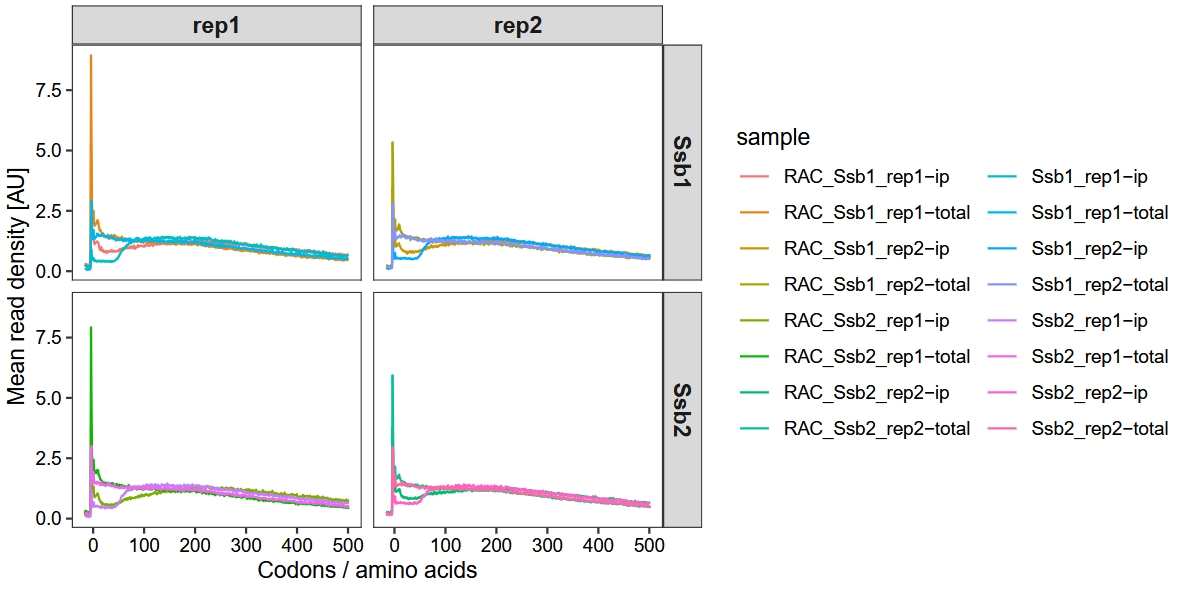 rep1
rep2
7.5
5.0
2.5
0.0
Ssb1
7.5
5.0
2.5
0.0
Ssb2
Mean read density [AU]
0 100 200 300 400 500
0 100 200 300 400 500
Codons / amino acids
sample
RAC_Ssb1_rep1−ip
RAC_Ssb1_rep1−total
RAC_Ssb1_rep2−ip
RAC_Ssb1_rep2−total
RAC_Ssb2_rep1−ip
RAC_Ssb2_rep1−total
RAC_Ssb2_rep2−ip
RAC_Ssb2_rep2−total
Ssb1_rep1−ip
Ssb1_rep1−total
Ssb1_rep2−ip
Ssb1_rep2−total
Ssb2_rep1−ip
Ssb2_rep1−total
Ssb2_rep2−ip
Ssb2_rep2−total